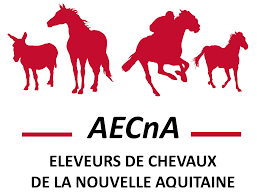 AECnA
ELEVEURS DE CHEVAUX
DE LA NOUVELLE AQUITAINE